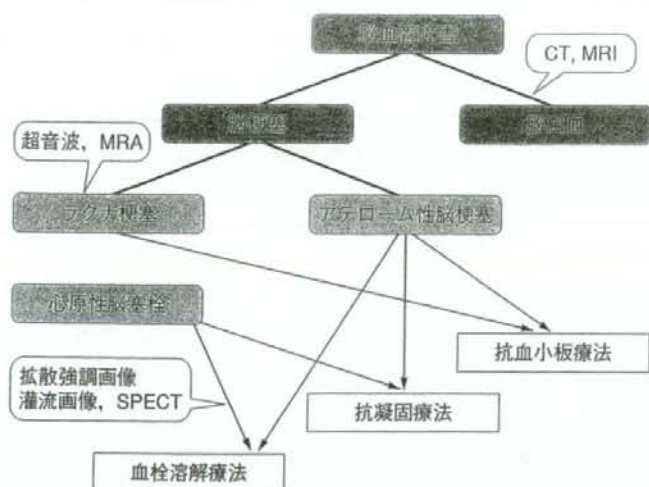 脳血管障害
CT, MRI
脳梗塞
脳出血
超音波, MRA
ラクナ梗塞
アテローム性脳梗塞
心原性脳塞栓
抗血小板療法
拡散強調画像
灌流画像, SPECT
抗凝固療法
血栓溶解療法